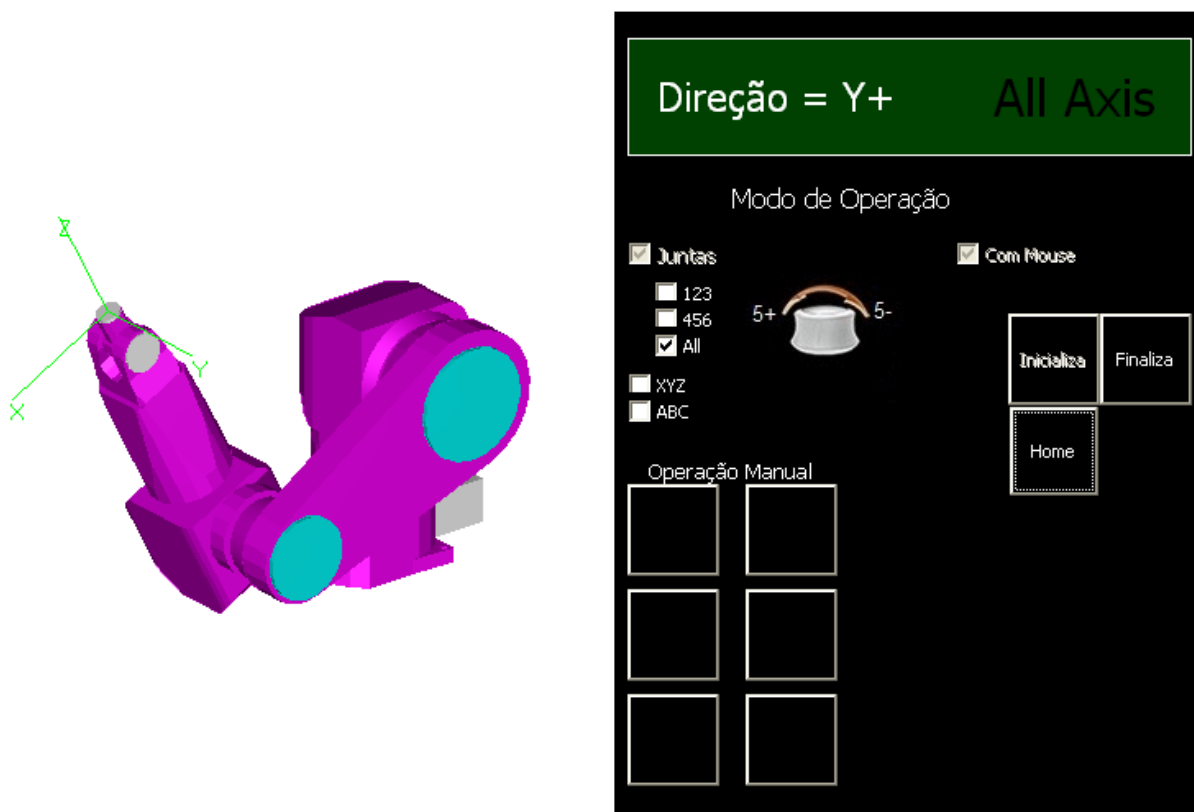 Direção = Y+ All Axis
Modo de Operação
Z
X
Y
Juntas
123
456
All
XYZ
ABC
5+ 5-
Com Mouse
Inicializa Finaliza
Home
Operação Manual